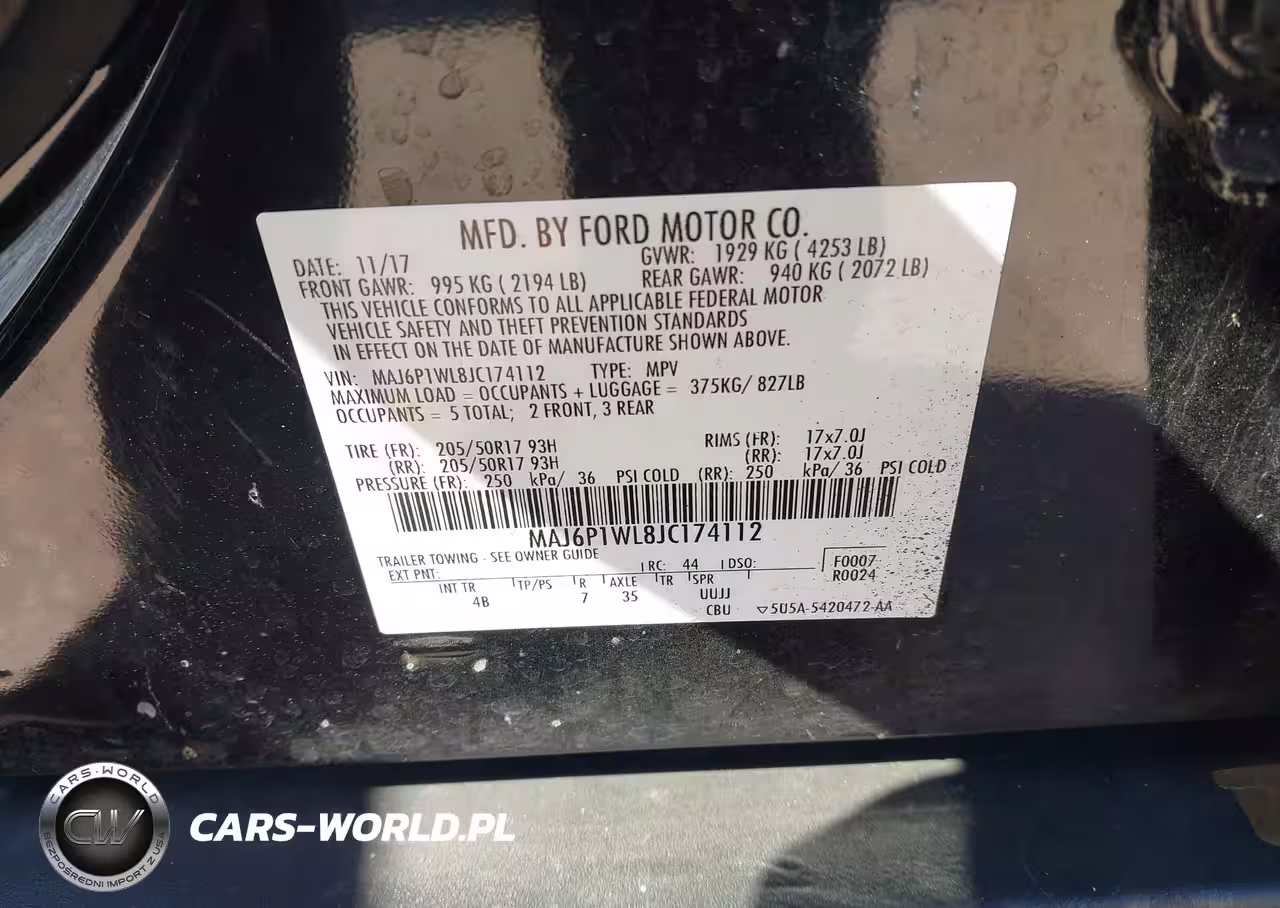 MFD. BY FORD MOTOR CO.
DATE: 11/17 GVWR: 1929 KG ( 4253 LB)
FRONT GAWR: 995 KG ( 2194 LB) REAR GAWR: 940 KG ( 2072 LB)
THIS VEHICLE CONFORMS TO ALL APPLICABLE FEDERAL MOTOR
VEHICLE SAFETY AND THEFT PREVENTION STANDARDS
IN EFFECT ON THE DATE OF MANUFACTURE SHOWN ABOVE.
VIN: MAJ6P1WL8JC174112 TYPE: MPV
MAXIMUM LOAD = OCCUPANTS + LUGGAGE = 375KG/ 827LB
OCCUPANTS = 5 TOTAL; 2 FRONT, 3 REAR
TIRE (FR): 205/50R17 93H RIMS (FR): 17x7.0J
(RR): 205/50R17 93H (RR): 17x7.0J
PRESSURE (FR): 250 kPa/ 36 PSI COLD (RR): 250 kPa/ 36 PSI COLD
MAJ6P1WL8JC174112
TRAILER TOWING - SEE OWNER GUIDE
EXT PNT: RC: 44 DSO: F0007
R0024
INT TR TP/PS R AXLE TR SPR
4B 7 35 UUJJ
CBU ▽5U5A-5420472-AA
CARS-WORLD
CW
BEZPOŚREDNI IMPORT Z USA
CARS-WORLD.PL